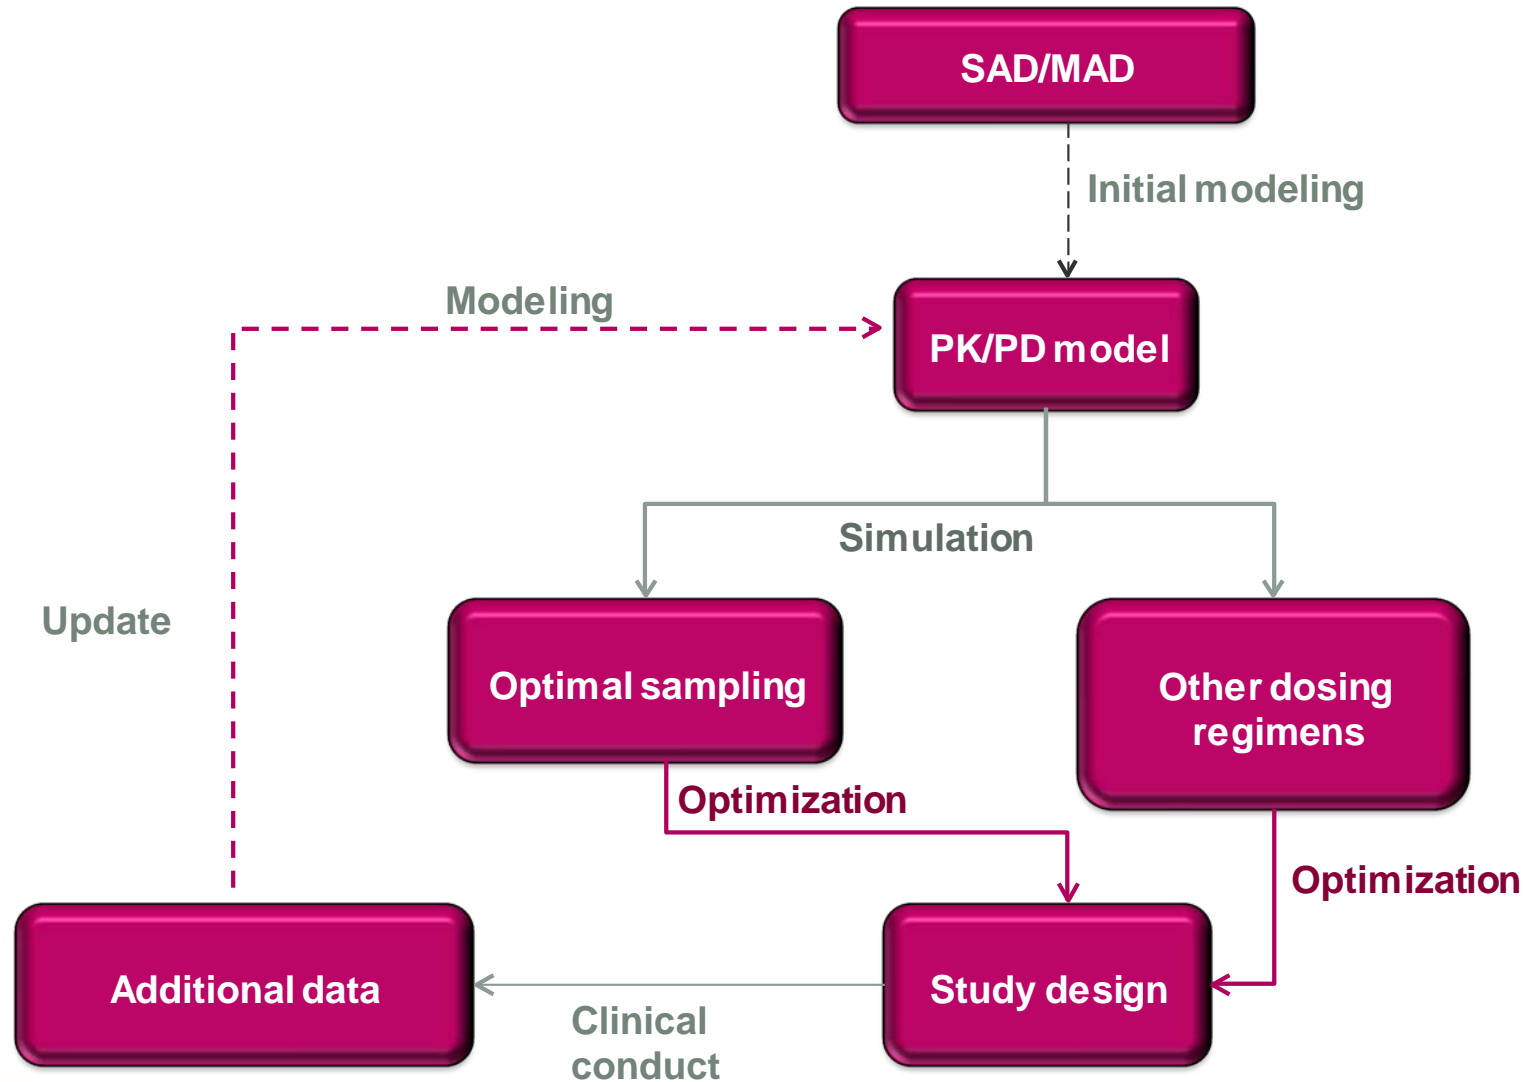 SAD/MAD
Initial modeling
Modeling
PK/PD model
Simulation
Update
Optimal sampling
Other dosing
regimens
Optimization
Optimization
Additional data
Study design
Clinical
conduct